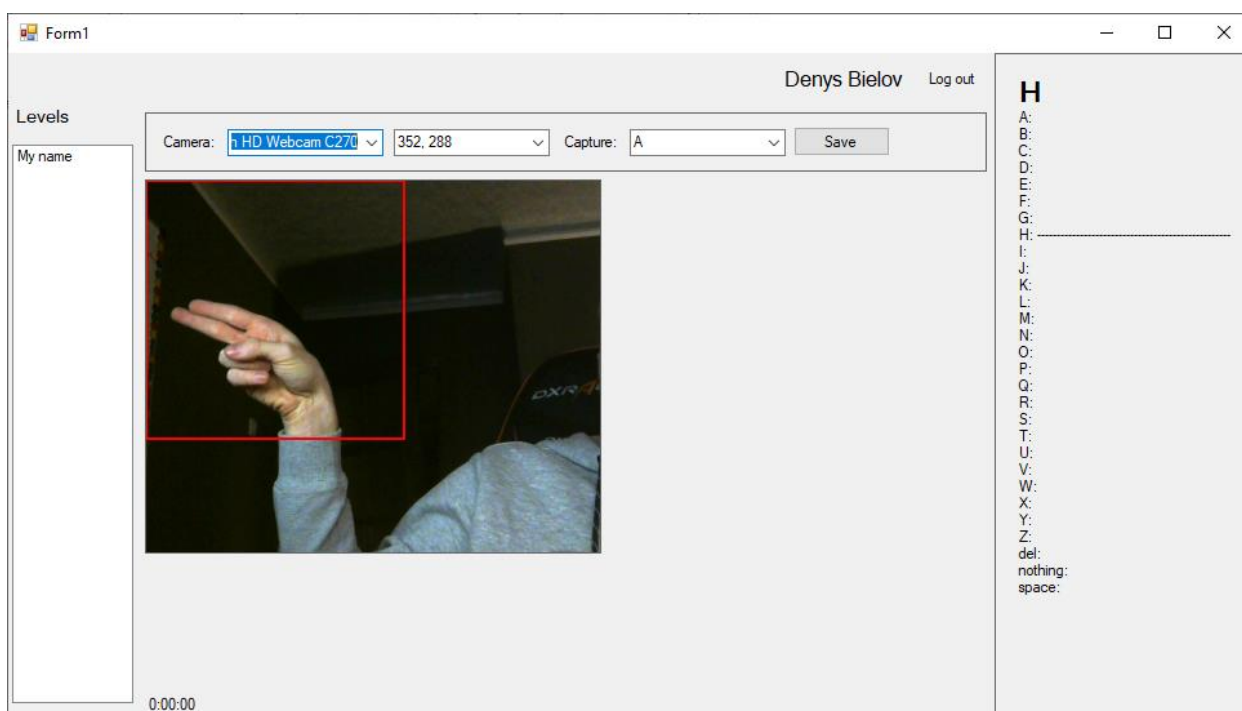 Form1
Denys Bielov Log out
Levels
Camera: n HD Webcam C270 352, 288 Capture: A Save
My name
DXR
0:00:00
H
A:
B:
C:
D:
E:
F:
G:
H: ------------------------------------------------
I:
J:
K:
L:
M:
N:
O:
P:
Q:
R:
S:
T:
U:
V:
W:
X:
Y:
Z:
del:
nothing:
space: